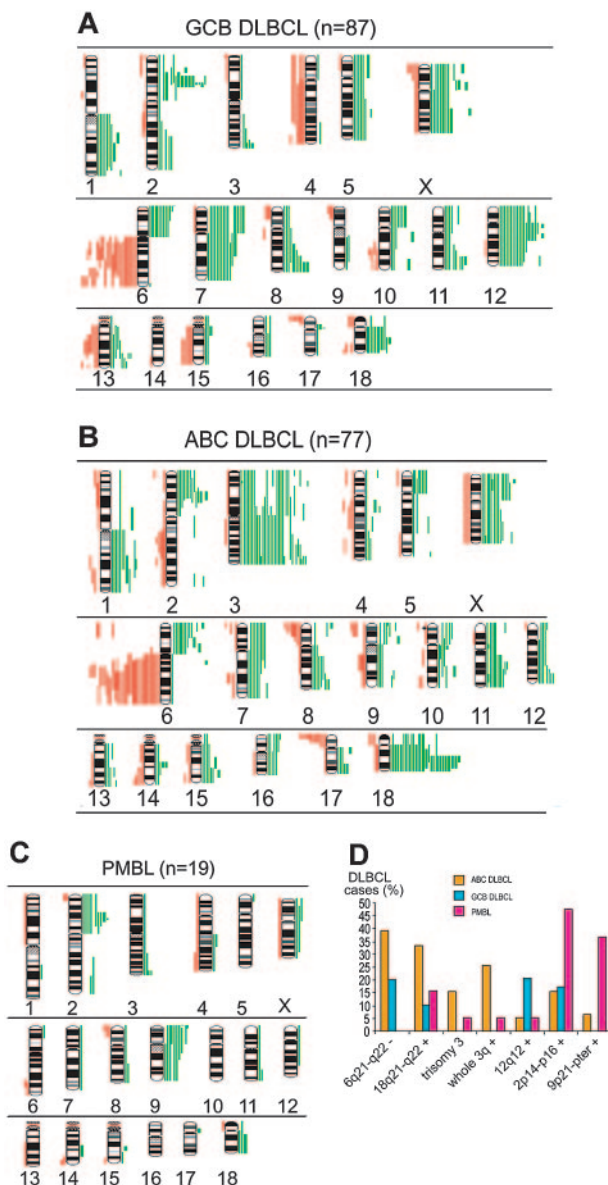 A
GCB DLBCL (n=87)
1 2 3 4 5 X
6 7 8 9 10 11 12
13 14 15 16 17 18
B
ABC DLBCL (n=77)
1 2 3 4 5 X
6 7 8 9 10 11 12
13 14 15 16 17 18
C
PMBL (n=19)
1 2 3 4 5 X
6 7 8 9 10 11 12
13 14 15 16 17 18
D
DLBCL
cases (%)
ABC DLBCL
GCB DLBCL
PMBL
50
45
40
35
30
25
20
15
10
5
0
6q21-q22 -
18q21-q22 +
trisomy 3
whole 3q +
12q12 +
2p14-p16 +
9p21-pter +